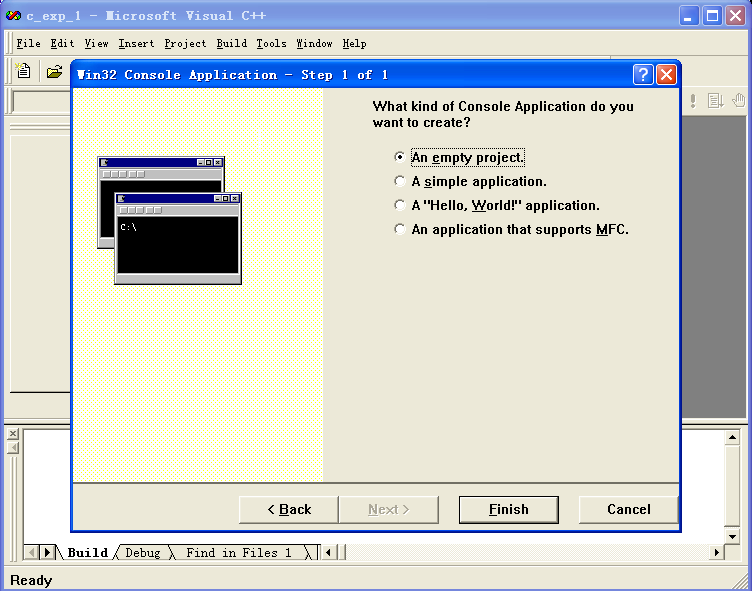 c_exp_1 - Microsoft Visual C++
File Edit View Insert Project Build Tools Window Help
Win32 Console Application - Step 1 of 1
What kind of Console Application do you
want to create?
An empty project.
A simple application.
A "Hello, World!" application.
An application that supports MFC.
C:\
< Back Next > Finish Cancel
Build Debug Find in Files 1
Ready